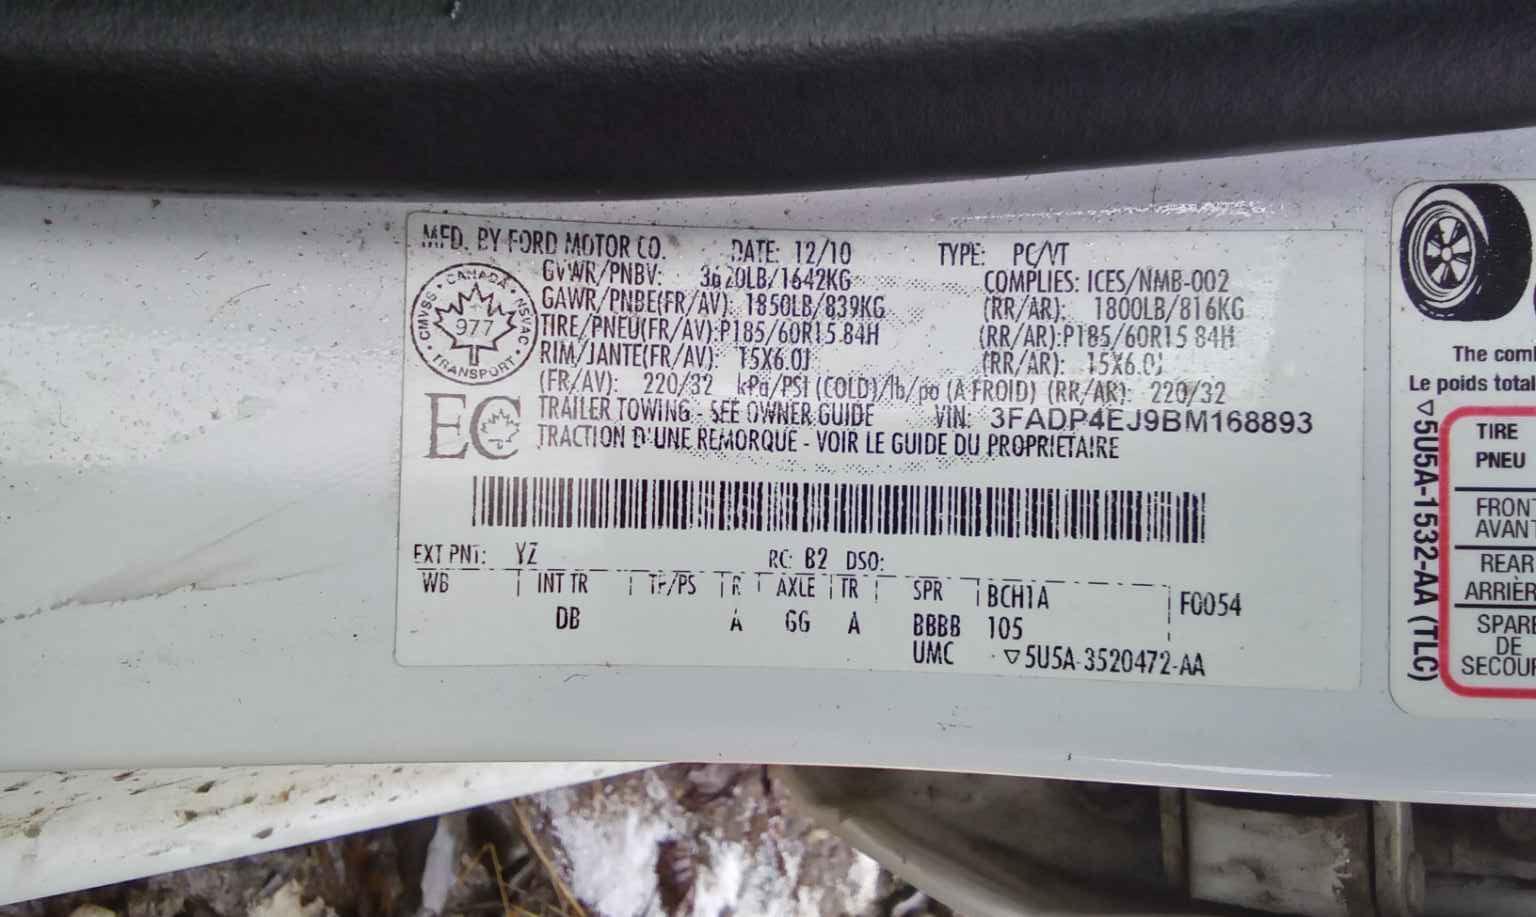 MFD. BY FORD MOTOR CO. DATE: 12/10 TYPE: PC/VT
GVWR/PNBV: 3620LB/1642KG COMPLIES: ICES/NMB-002
GAWR/PNBE(FR/AV): 1850LB/839KG (RR/AR): 1800LB/816KG
TIRE/PNEU(FR/AV):P185/60R15 84H (RR/AR):P185/60R15 84H
RIM/JANTE(FR/AV): 15X6.0J (RR/AR): 15X6.0J
(FR/AV): 220/32 kPa/PSI (COLD)/lb/po (A FROID) (RR/AR): 220/32
TRAILER TOWING - SEE OWNER GUIDE VIN: 3FADP4EJ9BM168893
TRACTION D'UNE REMORQUE - VOIR LE GUIDE DU PROPRIETAIRE
CANADA
CMVSS NSVAC
977
TRANSPORT
EC
EXT PNT: YZ RC: B2 DSO:
WB INT TR TP/PS R AXLE TR SPR BCH1A F0054
DB A GG A BBBB 105
UMC ▽5U5A-3520472-AA
The comb
Le poids total
▽5U5A-1532-AA (TLC)
TIRE
PNEU
FRONT
AVANT
REAR
ARRIÈR
SPARE
DE
SECOUR